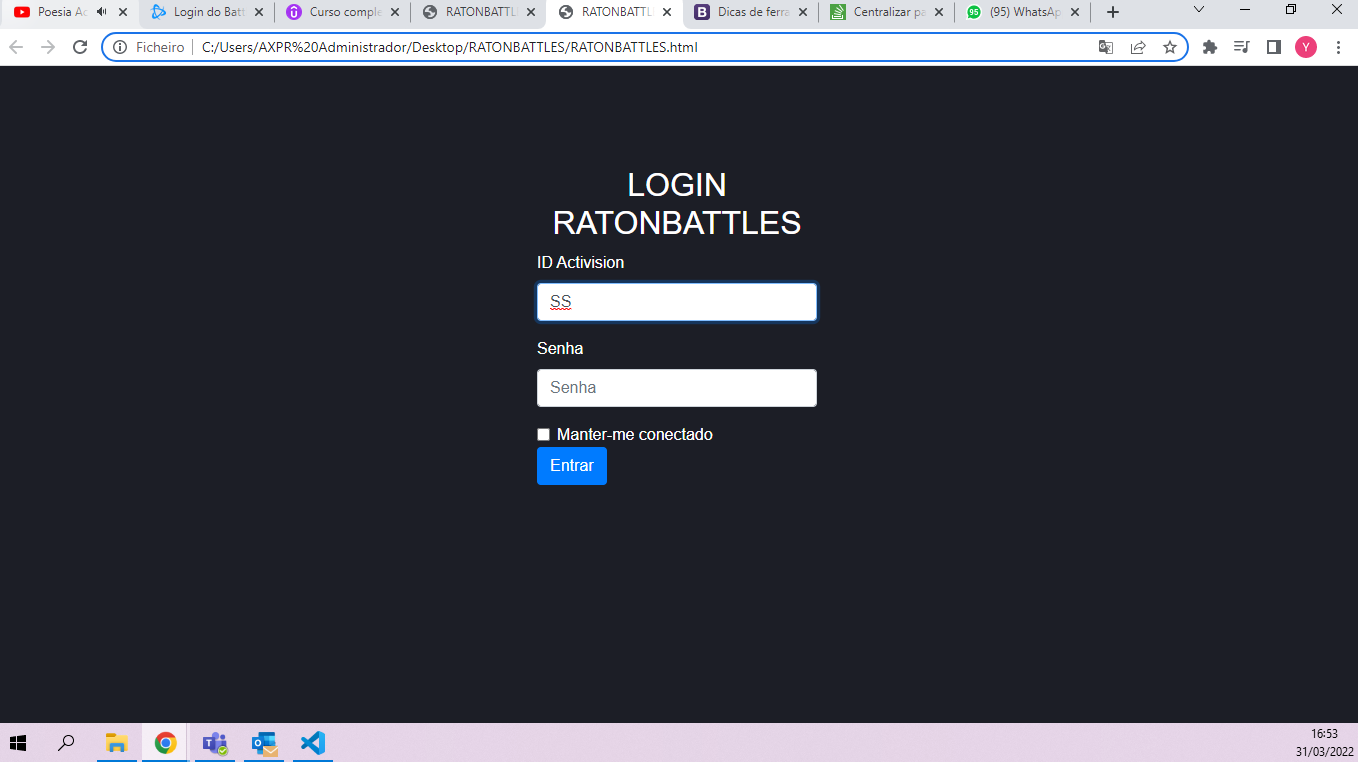 Poesia Ac
Login do Batt
Curso comple
RATONBATTL
RATONBATTL
Dicas de ferra
Centralizar pa
(95) WhatsAp
Ficheiro
C:/Users/AXPR%20Administrador/Desktop/RATONBATTLES/RATONBATTLES.html
Y
LOGIN
RATONBATTLES
ID Activision
SS
Senha
Senha
Manter-me conectado
Entrar
16:53
31/03/2022